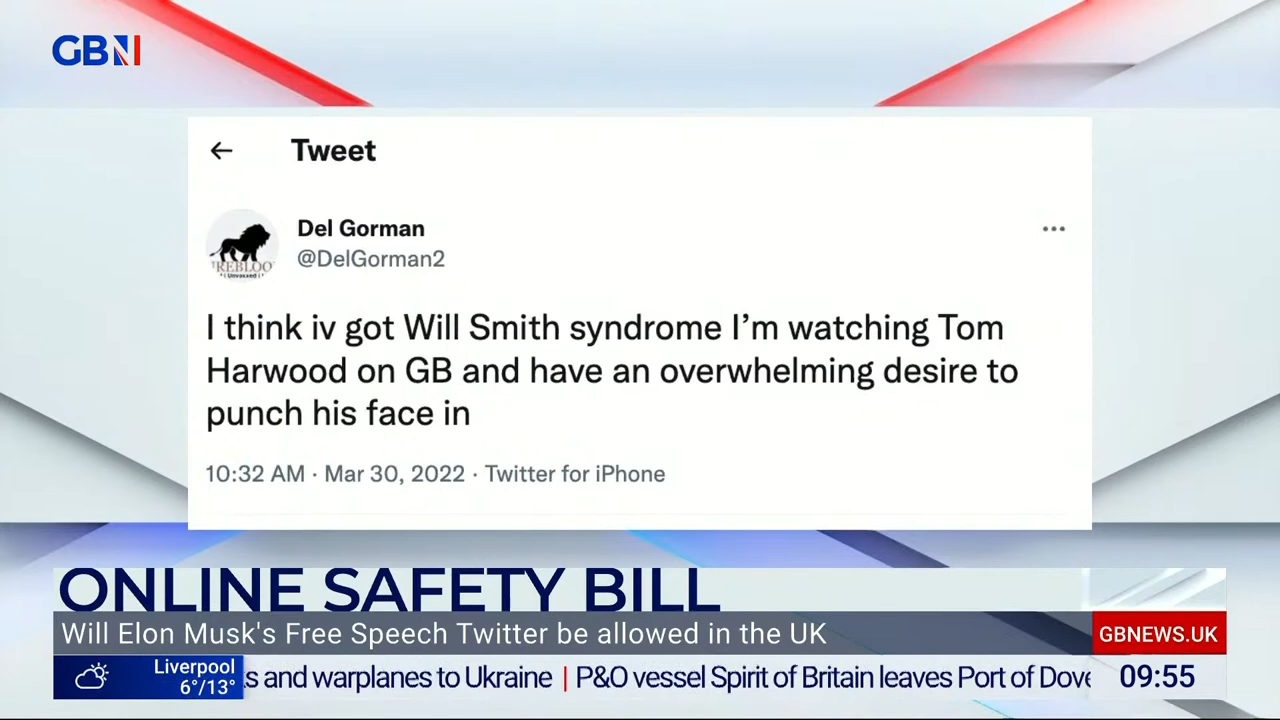 GBN
Tweet
Del Gorman
@DelGorman2
REBLOO
Unvaxxed
I think iv got Will Smith syndrome I'm watching Tom
Harwood on GB and have an overwhelming desire to
punch his face in
10:32 AM · Mar 30, 2022 · Twitter for iPhone
ONLINE SAFETY BILL
Will Elon Musk's Free Speech Twitter be allowed in the UK
GBNEWS.UK
Liverpool
6°/13°
s and warplanes to Ukraine | P&O vessel Spirit of Britain leaves Port of Dove
09:55